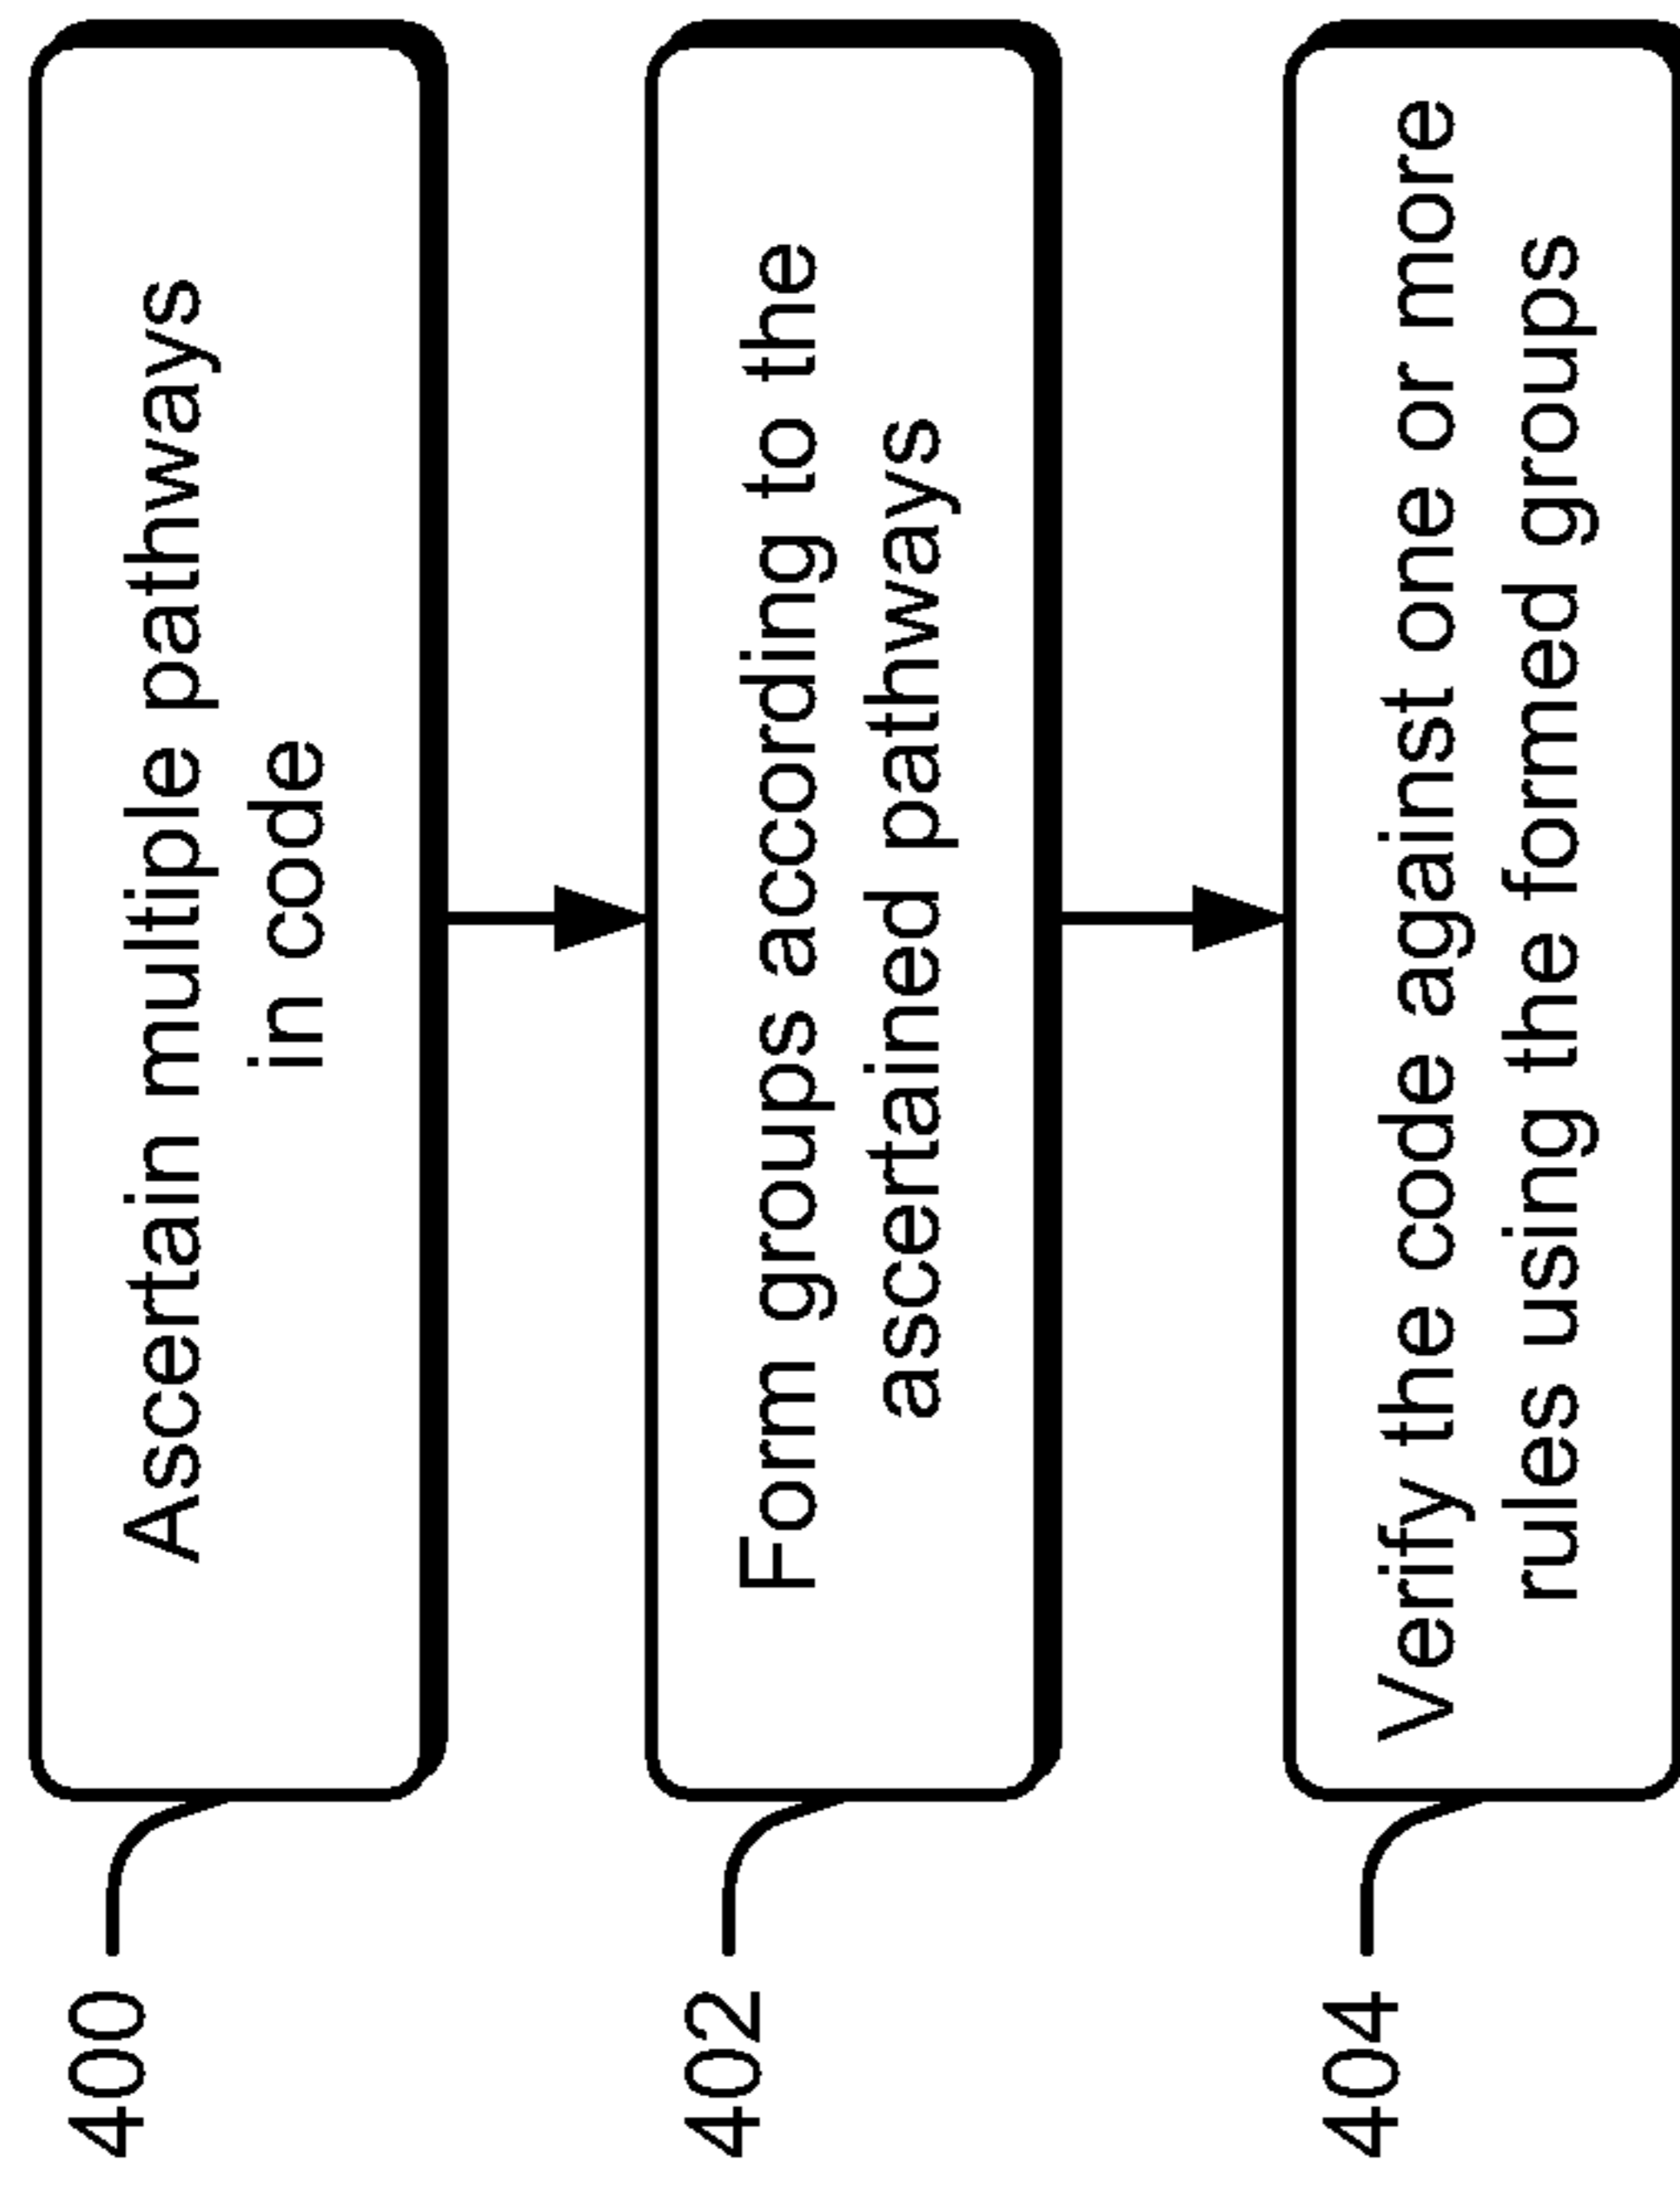 400
Ascertain multiple pathways
in code
402
Form groups according to the
ascertained pathways
404
Verify the code against one or more
rules using the formed groups